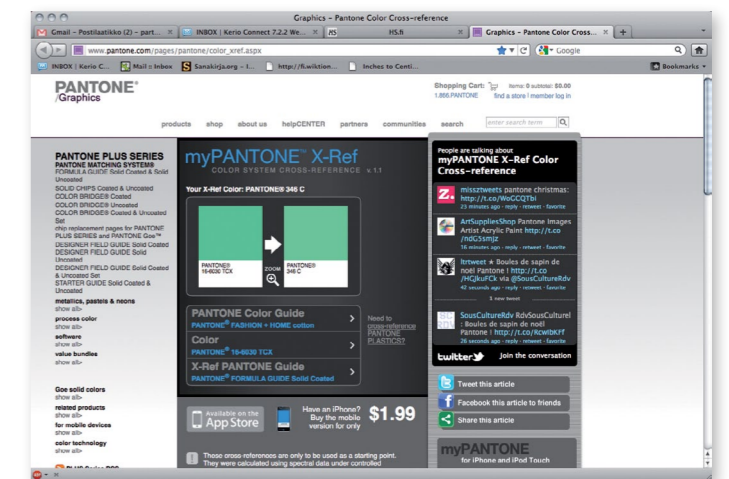 Graphics - Pantone Color Cross-reference
Gmail - Postilaatikko (2) - part...
INBOX | Kerio Connect 7.2.2 We...
HS
HS.fi
Graphics - Pantone Color Cross...
www.pantone.com/pages/pantone/color_xref.aspx
Google
INBOX | Kerio C...
Mail :: Inbox
Sanakirja.org - I...
http://fi.wiktion...
Inches to Centi...
Bookmarks
PANTONE®
/Graphics
Shopping Cart:
items: 0 subtotal: $0.00
1.866.PANTONE
find a store | member log in
products
shop
about us
helpCENTER
partners
communities
search
enter search term
PANTONE PLUS SERIES
PANTONE MATCHING SYSTEM®
FORMULA GUIDE Solid Coated & Solid
Uncoated
SOLID CHIPS Coated & Uncoated
COLOR BRIDGE® Coated
COLOR BRIDGE® Uncoated
COLOR BRIDGE® Coated & Uncoated
Set
chip replacement pages for PANTONE
PLUS SERIES and PANTONE Goe™
DESIGNER FIELD GUIDE Solid Coated
DESIGNER FIELD GUIDE Solid
Uncoated
DESIGNER FIELD GUIDE Solid Coated
& Uncoated Set
STARTER GUIDE Solid Coated &
Uncoated
metallics, pastels & neons
show all>
process color
show all>
software
show all>
value bundles
show all>
Goe solid colors
show all>
related products
show all>
for mobile devices
show all>
color technology
show all>
myPANTONE™ X-Ref
COLOR SYSTEM CROSS-REFERENCE v.1.1
Your X-Ref Color: PANTONE® 346 C
PANTONE®
16-6030 TCX
ZOOM
PANTONE®
346 C
PANTONE Color Guide
PANTONE® FASHION + HOME cotton
Color
PANTONE® 16-6030 TCX
X-Ref PANTONE Guide
PANTONE® FORMULA GUIDE Solid Coated
Need to
cross-reference
PANTONE
PLASTICS?
Available on the
App Store
Have an iPhone?
Buy the mobile
version for only
$1.99
These cross-references are only to be used as a starting point.
They were calculated using spectral data under controlled
People are talking about
myPANTONE X-Ref Color
Cross-reference
missztweets pantone christmas:
http://t.co/WoGCQTbI
23 minutes ago · reply · retweet · favorite
ArtSuppliesShop Pantone Images
Artist Acrylic Paint http://t.co
/ndG5smjz
16 minutes ago · reply · retweet · favorite
ltrtweet ★ Boules de sapin de
noël Pantone ! http://t.co
/HGJkuFCk via @SousCultureRdv
42 seconds ago · reply · retweet · favorite
1 new tweet
SousCultureRdv RdvSousCulturel
: Boules de sapin de noël
Pantone ! http://t.co/RcwibKFf
26 seconds ago · reply · retweet · favorite
twitter
Join the conversation
Tweet this article
Facebook this article to friends
Share this article
myPANTONE
for iPhone and iPod Touch